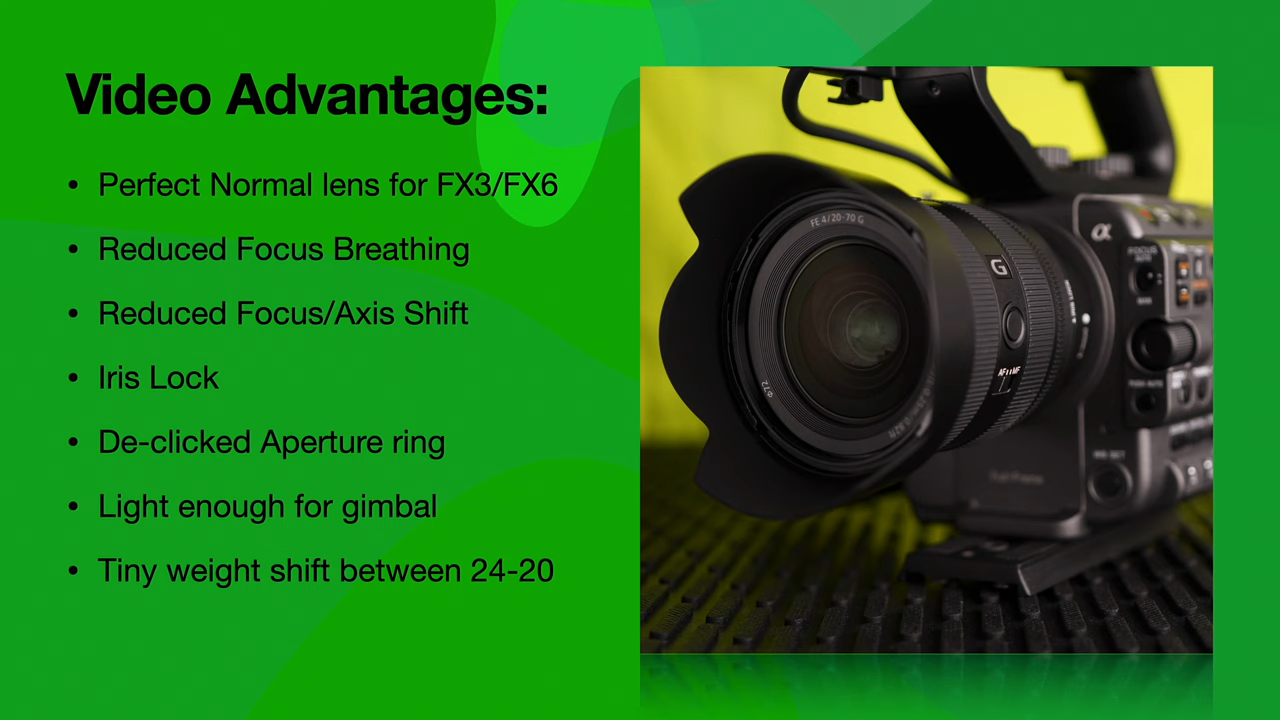 Video Advantages:
• Perfect Normal lens for FX3/FX6
• Reduced Focus Breathing
• Reduced Focus/Axis Shift
• Iris Lock
• De-clicked Aperture ring
• Light enough for gimbal
• Tiny weight shift between 24-20
FE 4/20-70 G
G
AF MF
α
Φ72